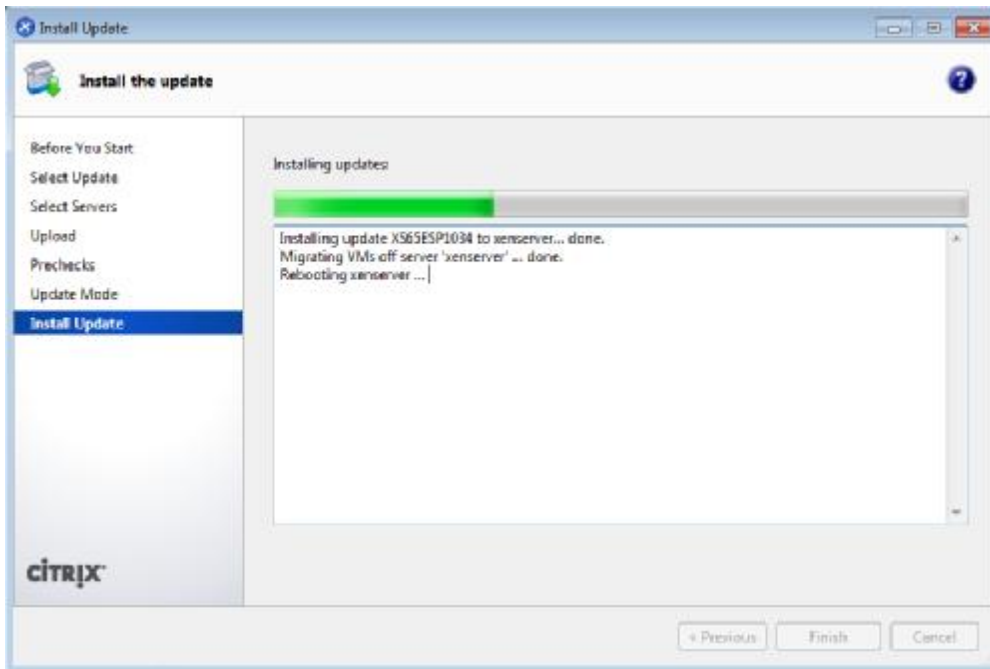 Install Update
Install the update
?
Before You Start
Select Update
Select Servers
Upload
Prechecks
Update Mode
Install Update
Installing updates:
Installing update XS65ESP1034 to xenserver... done.
Migrating VMs off server 'xenserver' ... done.
Rebooting xenserver ...
CITRIX
< Previous
Finish
Cancel